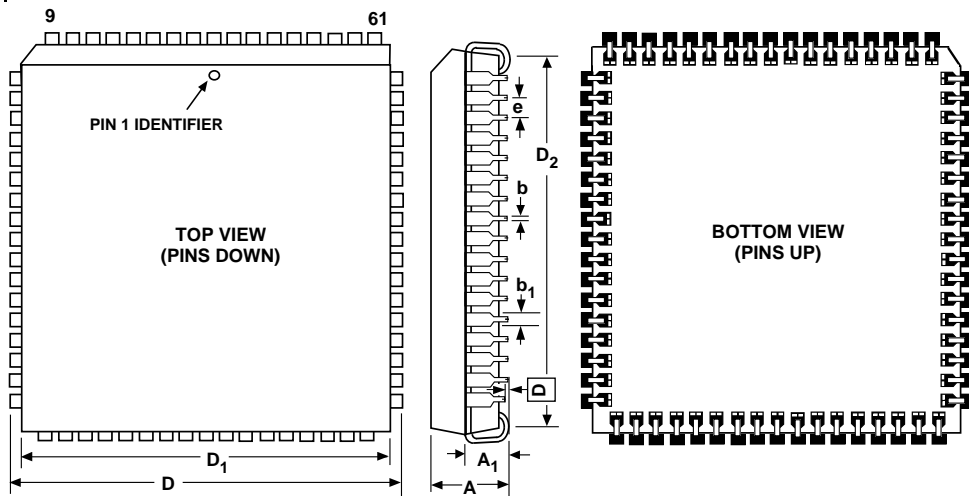 9
61
PIN 1 IDENTIFIER
TOP VIEW
(PINS DOWN)
D1
D
e
D2
b
b1
D
A1
A
BOTTOM VIEW
(PINS UP)